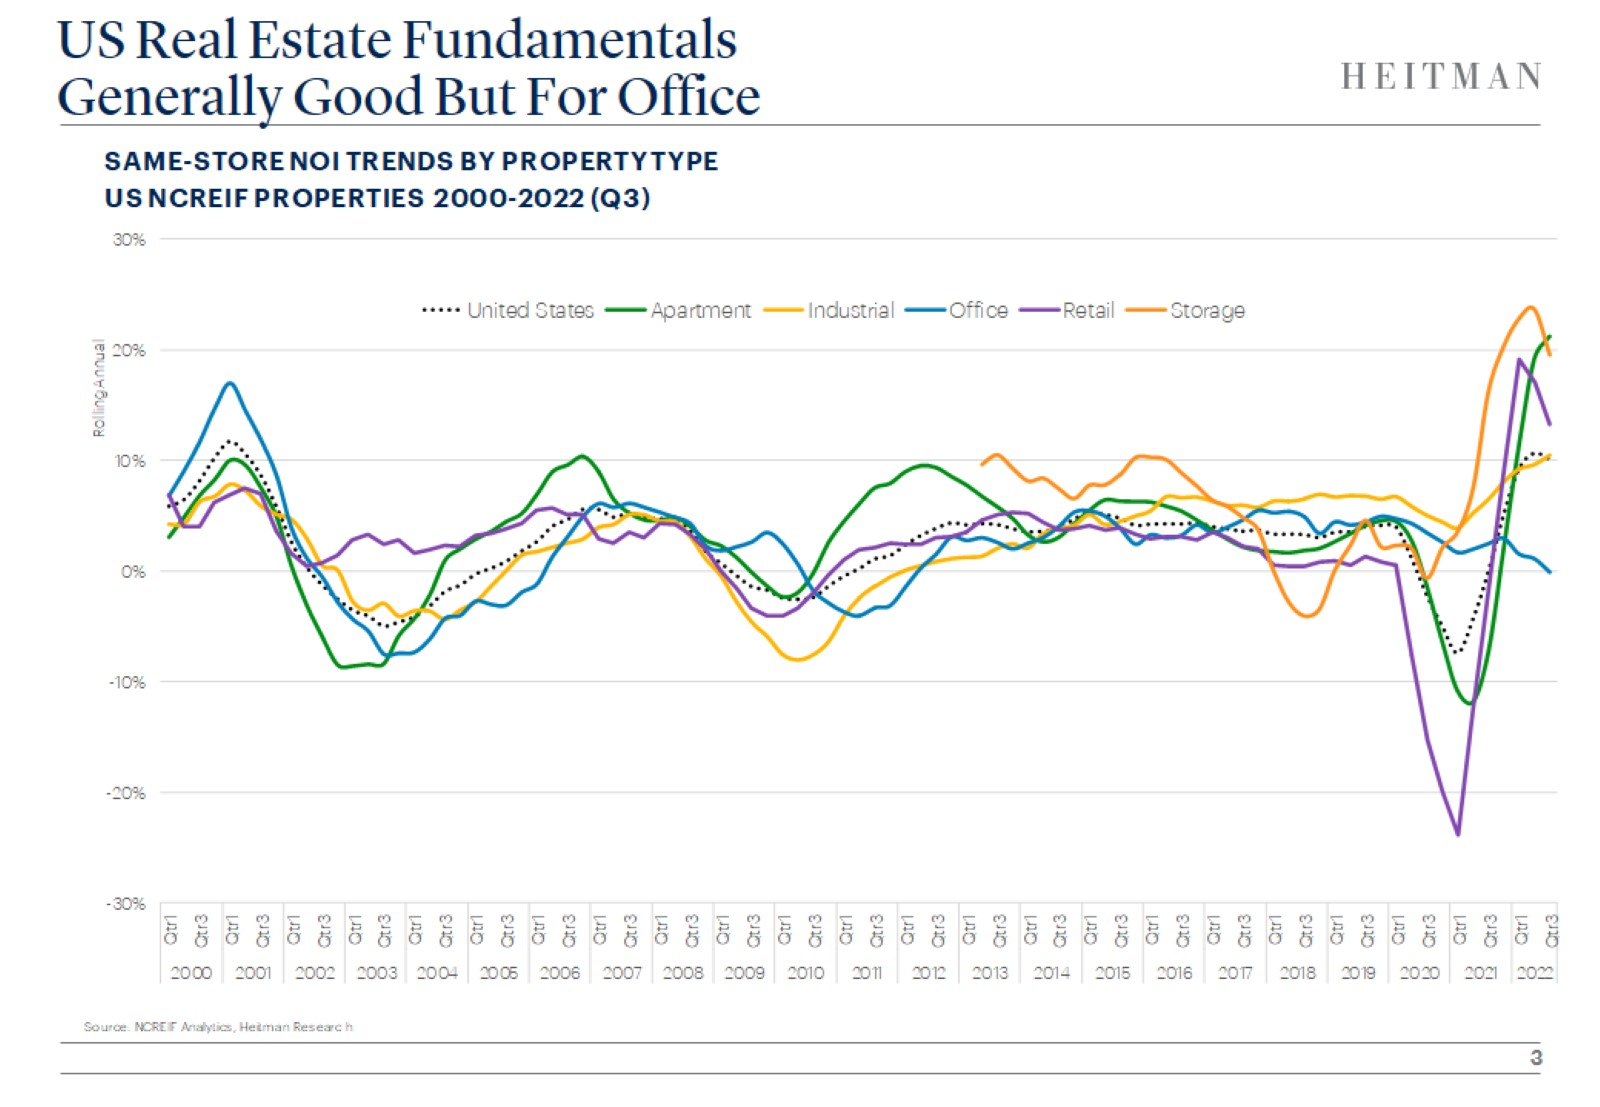 US Real Estate Fundamentals
Generally Good But For Office
HEITMAN
SAME-STORE NOI TRENDS BY PROPERTY TYPE
US NCREIF PROPERTIES 2000-2022 (Q3)
30%
United States Apartment Industrial Office Retail Storage
Rolling Annual
20%
10%
0%
-10%
-20%
-30%
Qtr1 Qtr3 Qtr1 Qtr3 Qtr1 Qtr3 Qtr1 Qtr3 Qtr1 Qtr3 Qtr1 Qtr3 Qtr1 Qtr3 Qtr1 Qtr3 Qtr1 Qtr3 Qtr1 Qtr3 Qtr1 Qtr3 Qtr1 Qtr3 Qtr1 Qtr3 Qtr1 Qtr3 Qtr1 Qtr3 Qtr1 Qtr3 Qtr1 Qtr3 Qtr1 Qtr3 Qtr1 Qtr3 Qtr1 Qtr3 Qtr1 Qtr3 Qtr1 Qtr3 Qtr1 Qtr3
2000 2001 2002 2003 2004 2005 2006 2007 2008 2009 2010 2011 2012 2013 2014 2015 2016 2017 2018 2019 2020 2021 2022
Source: NCREIF Analytics, Heitman Research
3